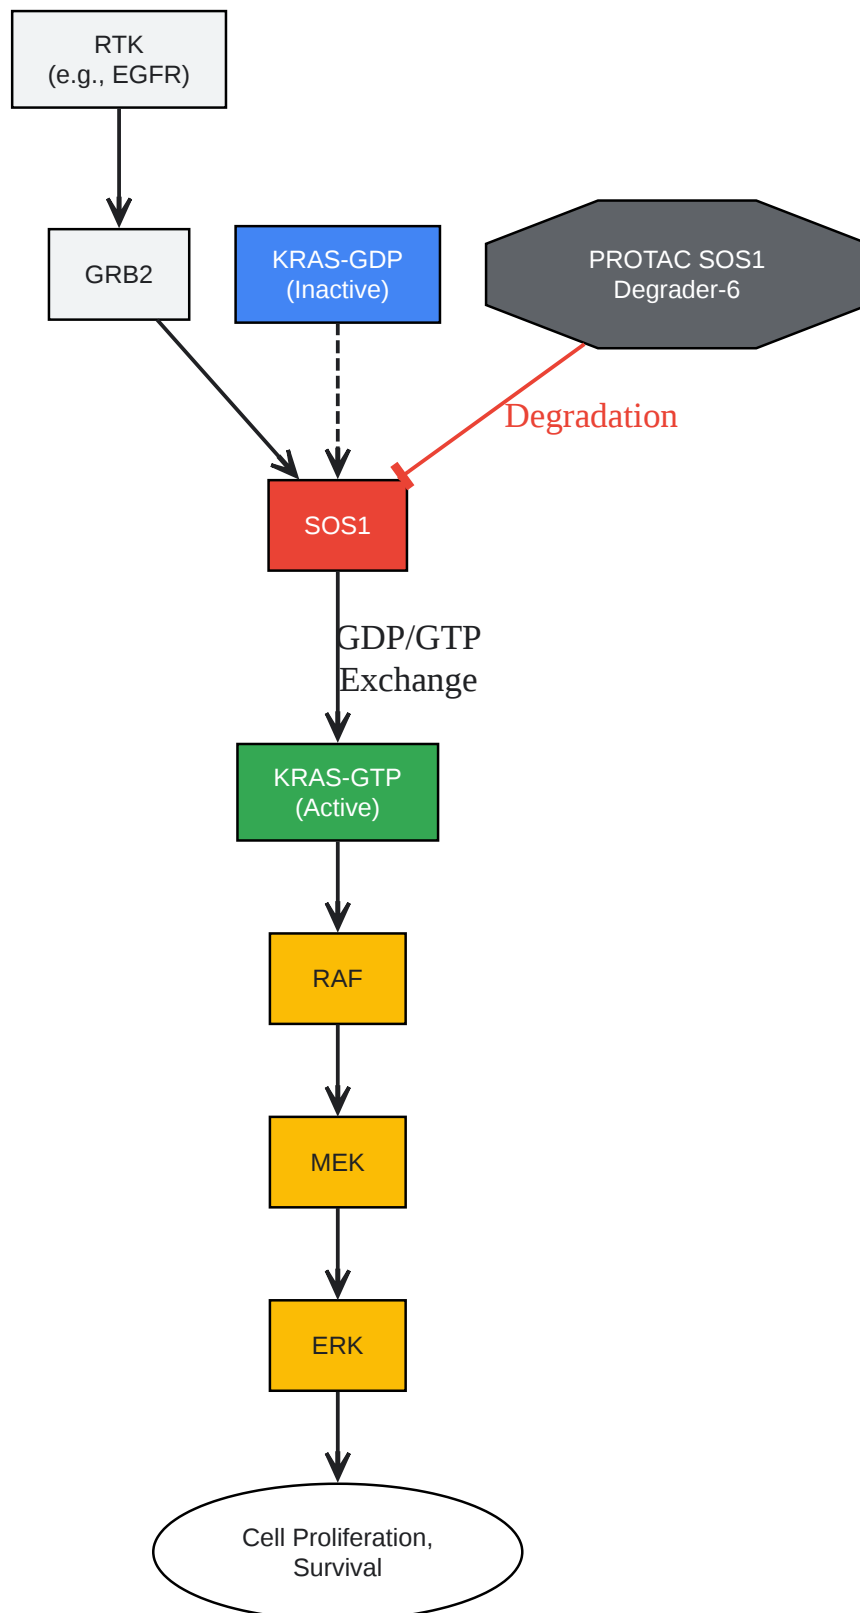 RTK
(e.g., EGFR)
GRB2
KRAS-GDP
(Inactive)
PROTAC SOS1
Degrader-6
Degradation
SOS1
GDP/GTP
Exchange
KRAS-GTP
(Active)
RAF
MEK
ERK
Cell Proliferation,
Survival